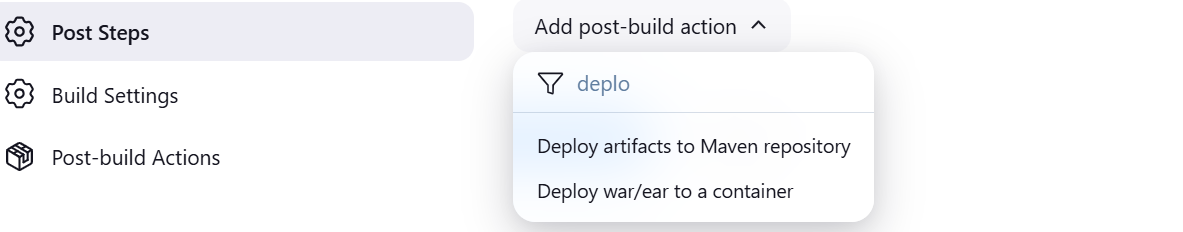 Post Steps
Build Settings
Post-build Actions
Add post-build action
deplo
Deploy artifacts to Maven repository
Deploy war/ear to a container